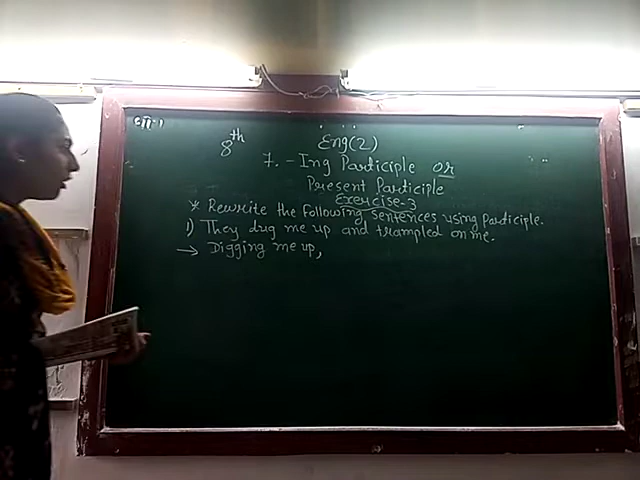 8th
Eng(2)
7. -Ing Participle or
Present Participle
Exercise-3
* Rewrite the following sentences using Participle.
1) They dug me up and trampled on me.
→ Digging me up,